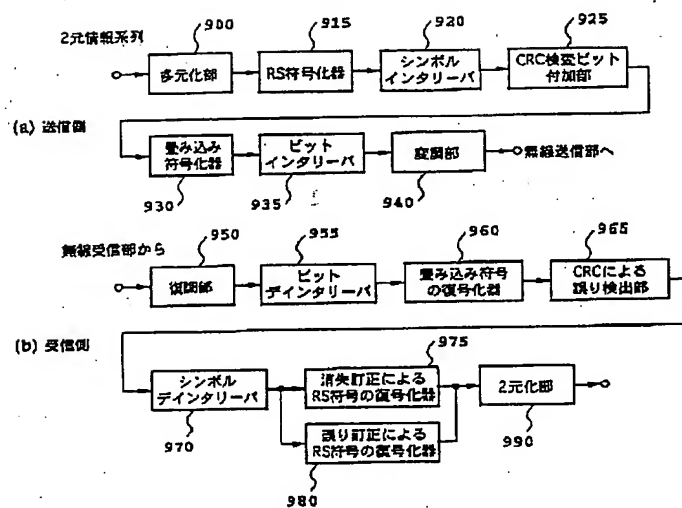 2元情報系列
900
915
920
925
多元化部
RS符号化器
シンボル
インタリーバ
CRC検査ビット
付加部
(a) 送信側
畳み込み
符号化器
ビット
インタリーバ
変調部
無線送信部へ
930
935
940
無線受信部から
950
955
960
965
復調部
ビット
デインタリーバ
畳み込み符号
の復号化器
CRCによる
誤り検出部
(b) 受信側
975
シンボル
デインタリーバ
消失訂正による
RS符号の復号化器
2元化部
970
990
誤り訂正による
RS符号の復号化器
980